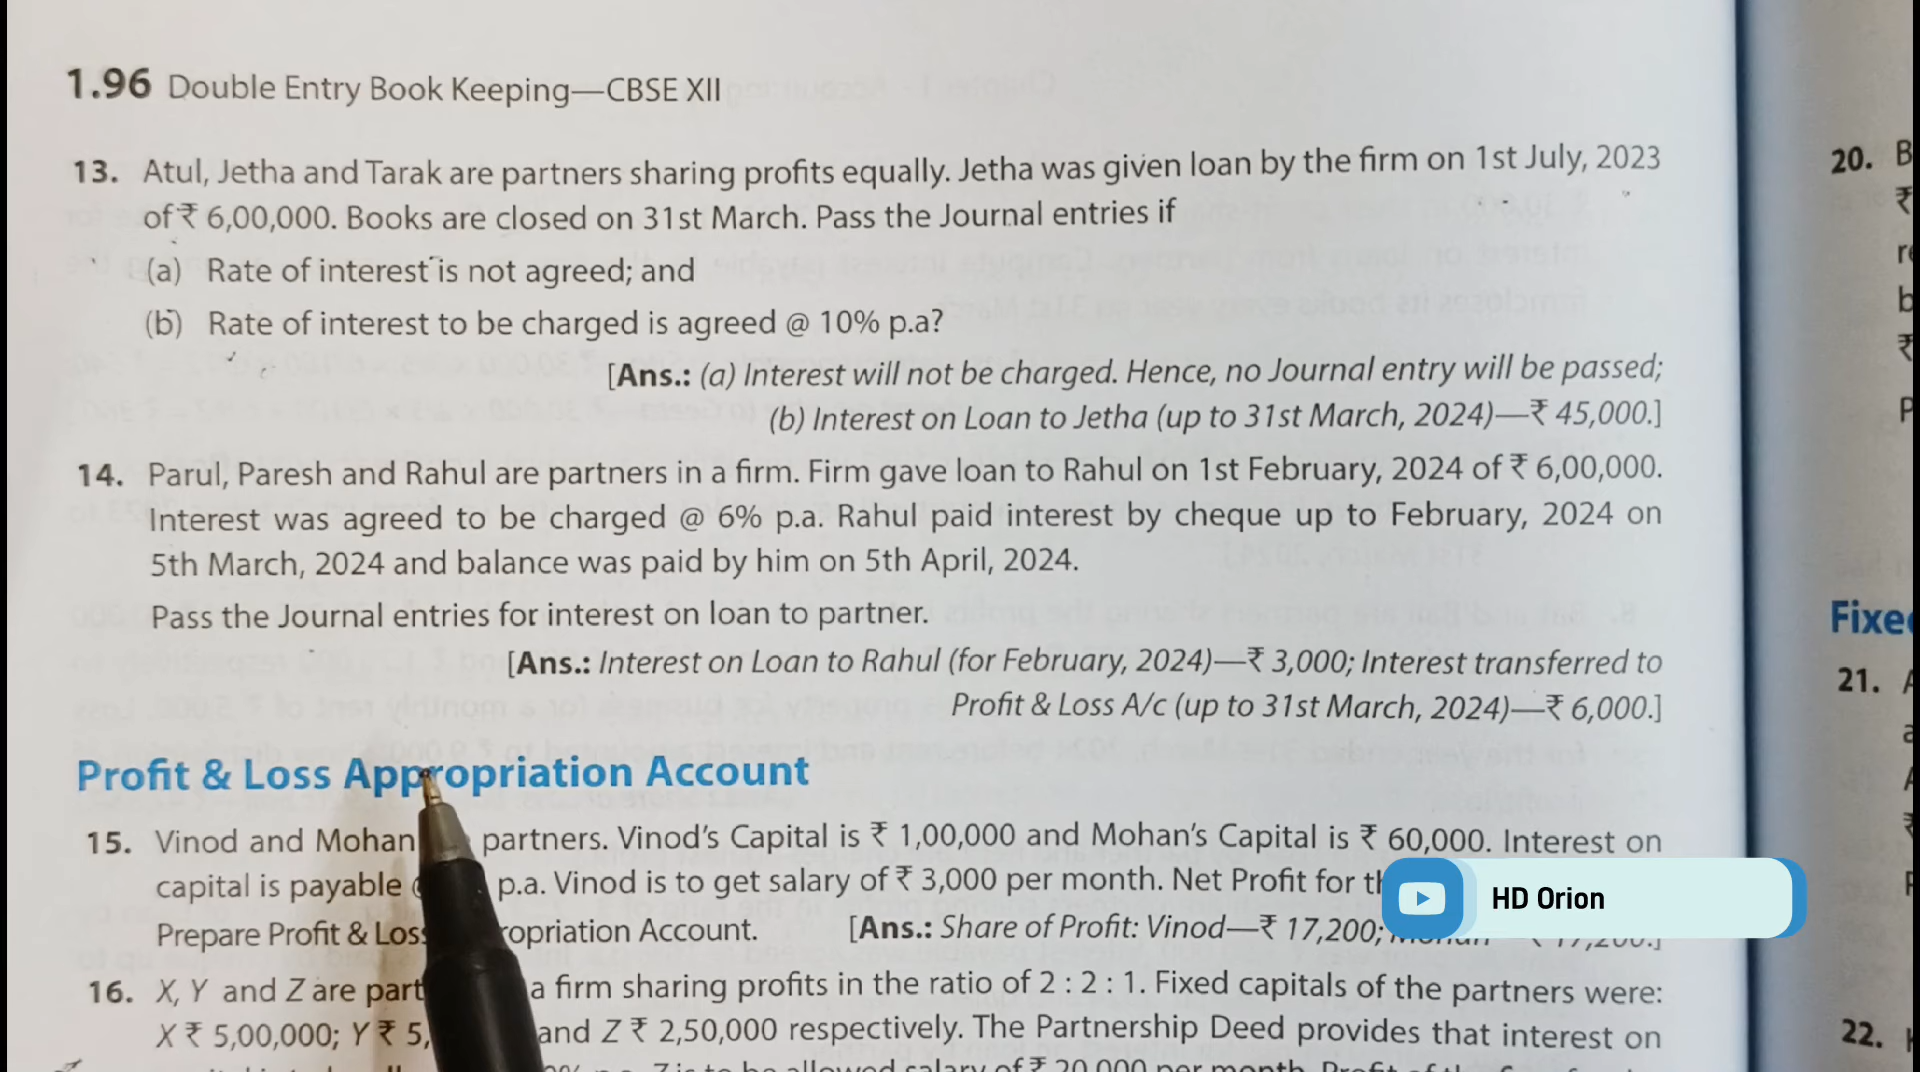 1.96 Double Entry Book Keeping—CBSE XII
13. Atul, Jetha and Tarak are partners sharing profits equally. Jetha was given loan by the firm on 1st July, 2023
of ₹ 6,00,000. Books are closed on 31st March. Pass the Journal entries if
(a) Rate of interest is not agreed; and
(b) Rate of interest to be charged is agreed @ 10% p.a?
[Ans.: (a) Interest will not be charged. Hence, no Journal entry will be passed;
(b) Interest on Loan to Jetha (up to 31st March, 2024)—₹ 45,000.]
14. Parul, Paresh and Rahul are partners in a firm. Firm gave loan to Rahul on 1st February, 2024 of ₹ 6,00,000.
Interest was agreed to be charged @ 6% p.a. Rahul paid interest by cheque up to February, 2024 on
5th March, 2024 and balance was paid by him on 5th April, 2024.
Pass the Journal entries for interest on loan to partner.
[Ans.: Interest on Loan to Rahul (for February, 2024)—₹ 3,000; Interest transferred to
Profit & Loss A/c (up to 31st March, 2024)—₹ 6,000.]
Profit & Loss Appropriation Account
15. Vinod and Mohan partners. Vinod's Capital is ₹ 1,00,000 and Mohan's Capital is ₹ 60,000. Interest on
capital is payable p.a. Vinod is to get salary of ₹ 3,000 per month. Net Profit for
Prepare Profit & Loss Account. [Ans.: Share of Profit: Vinod—₹ 17,200;
HD Orion
16. X, Y and Z are a firm sharing profits in the ratio of 2 : 2 : 1. Fixed capitals of the partners were:
X ₹ 5,00,000; Y ₹ 5, and Z ₹ 2,50,000 respectively. The Partnership Deed provides that interest on
20.
Fixe
21.
22.